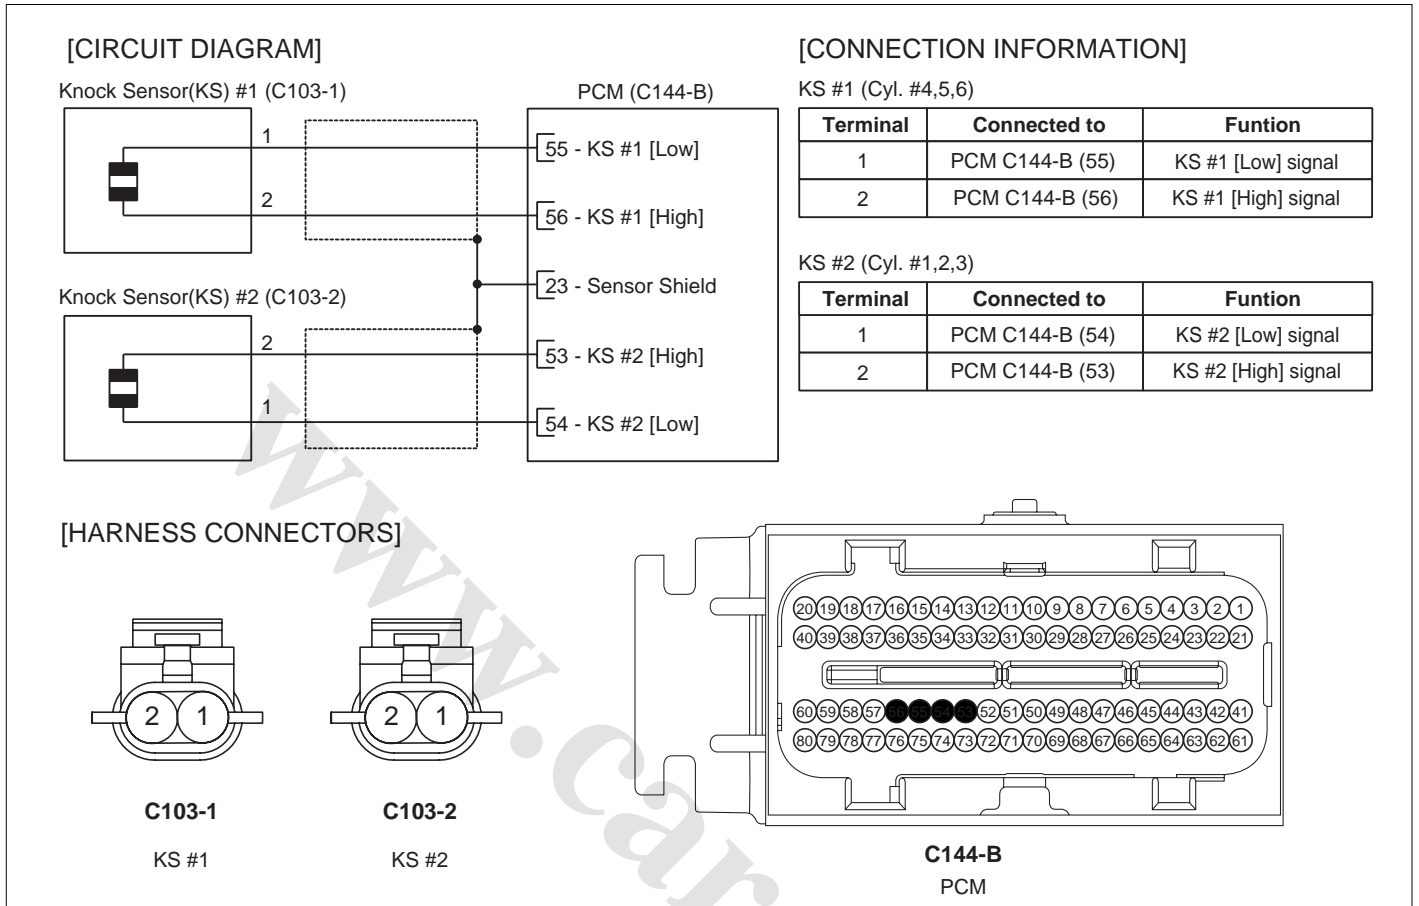 [CIRCUIT DIAGRAM]
Knock Sensor(KS) #1 (C103-1)
PCM (C144-B)
1
55 - KS #1 [Low]
2
56 - KS #1 [High]
23 - Sensor Shield
Knock Sensor(KS) #2 (C103-2)
2
53 - KS #2 [High]
1
54 - KS #2 [Low]
[CONNECTION INFORMATION]
KS #1 (Cyl. #4,5,6)
Terminal Connected to Funtion
1 PCM C144-B (55) KS #1 [Low] signal
2 PCM C144-B (56) KS #1 [High] signal
KS #2 (Cyl. #1,2,3)
Terminal Connected to Funtion
1 PCM C144-B (54) KS #2 [Low] signal
2 PCM C144-B (53) KS #2 [High] signal
[HARNESS CONNECTORS]
2 1
C103-1
KS #1
2 1
C103-2
KS #2
20 19 18 17 16 15 14 13 12 11 10 9 8 7 6 5 4 3 2 1
40 39 38 37 36 35 34 33 32 31 30 29 28 27 26 25 24 23 22 21
60 59 58 57 56 55 54 53 52 51 50 49 48 47 46 45 44 43 42 41
80 79 78 77 76 75 74 73 72 71 70 69 68 67 66 65 64 63 62 61
C144-B
PCM
www.car